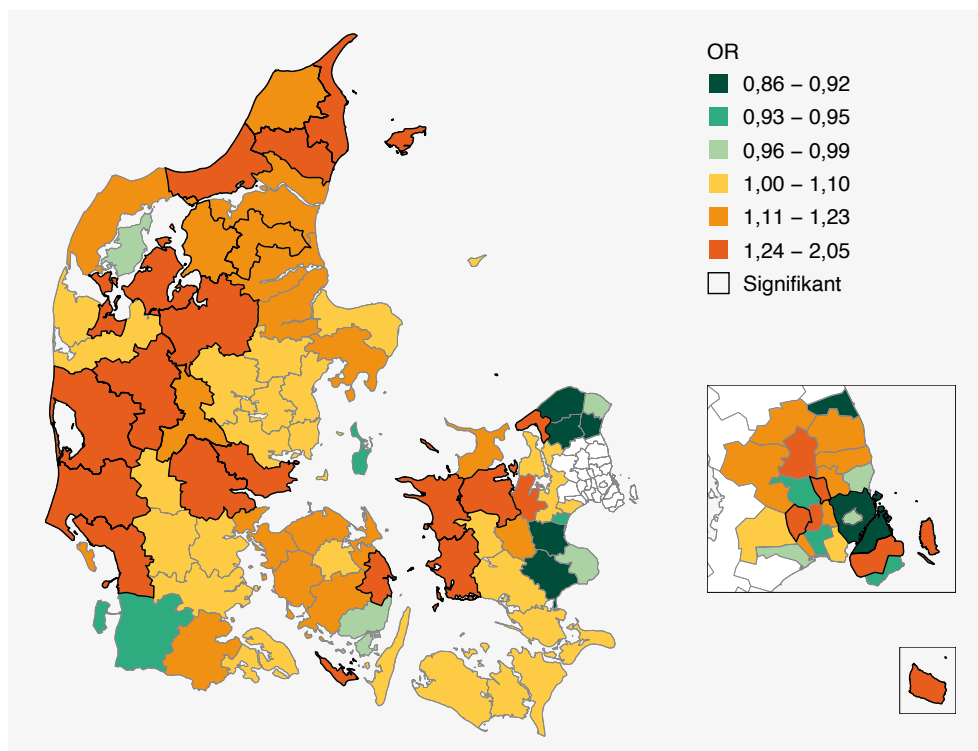 OR
0,86 – 0,92
0,93 – 0,95
0,96 – 0,99
1,00 – 1,10
1,11 – 1,23
1,24 – 2,05
Signifikant